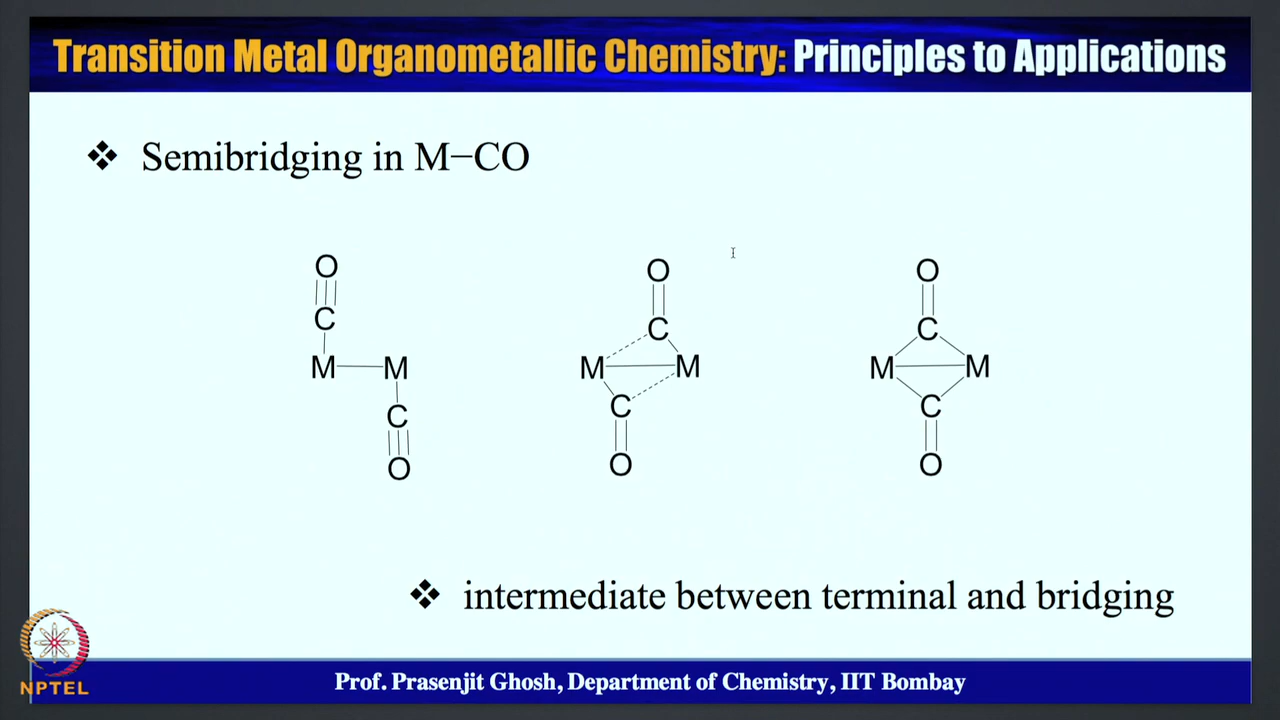 Transition Metal Organometallic Chemistry: Principles to Applications
❖ Semibridging in M−CO
O O O
C C C
M M M M M M
C C C
O O O
❖ intermediate between terminal and bridging
NPTEL
Prof. Prasenjit Ghosh, Department of Chemistry, IIT Bombay